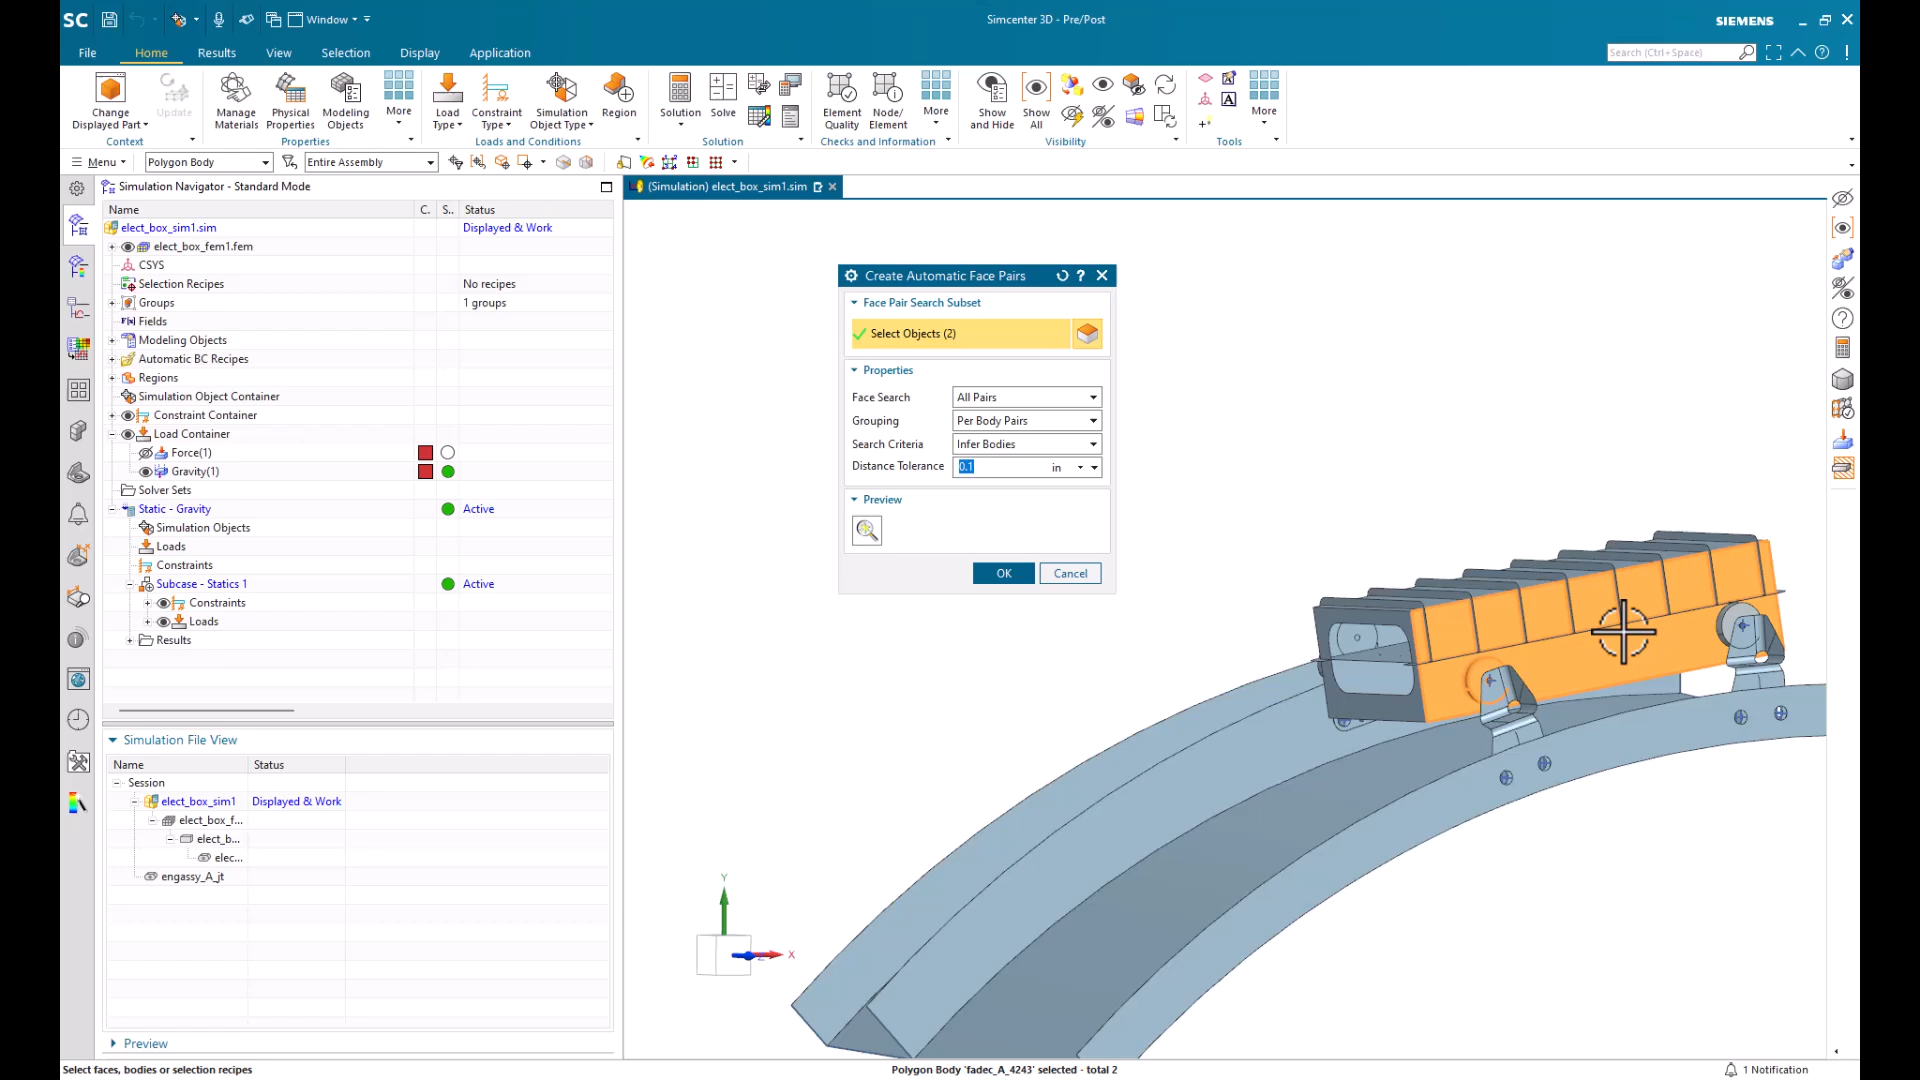 SC
Window
Simcenter 3D - Pre/Post
SIEMENS
File
Home
Results
View
Selection
Display
Application
Search (Ctrl+Space)
Change
Displayed Part
Update
Manage
Materials
Physical
Properties
Modeling
Objects
More
Load
Type
Constraint
Type
Simulation
Object Type
Region
Solution
Solve
Element
Quality
Node/
Element
More
Show
and Hide
Show
All
More
Context
Properties
Loads and Conditions
Solution
Checks and Information
Visibility
Tools
Menu
Polygon Body
Entire Assembly
Simulation Navigator - Standard Mode
(Simulation) elect_box_sim1.sim
Name C. S.. Status
elect_box_sim1.sim Displayed & Work
elect_box_fem1.fem
CSYS
Selection Recipes No recipes
Groups 1 groups
Fields
Modeling Objects
Automatic BC Recipes
Regions
Simulation Object Container
Constraint Container
Load Container
Force(1)
Gravity(1)
Solver Sets
Static - Gravity Active
Simulation Objects
Loads
Constraints
Subcase - Statics 1 Active
Constraints
Loads
Results
Simulation File View
Name Status
Session
elect_box_sim1 Displayed & Work
elect_box_f...
elect_b...
elec...
engassy_A_jt
Preview
Create Automatic Face Pairs
Face Pair Search Subset
Select Objects (2)
Properties
Face Search All Pairs
Grouping Per Body Pairs
Search Criteria Infer Bodies
Distance Tolerance 0.1 in
Preview
OK
Cancel
Y
X
Z
Select faces, bodies or selection recipes
Polygon Body 'fadec_A_4243' selected - total 2
1 Notification